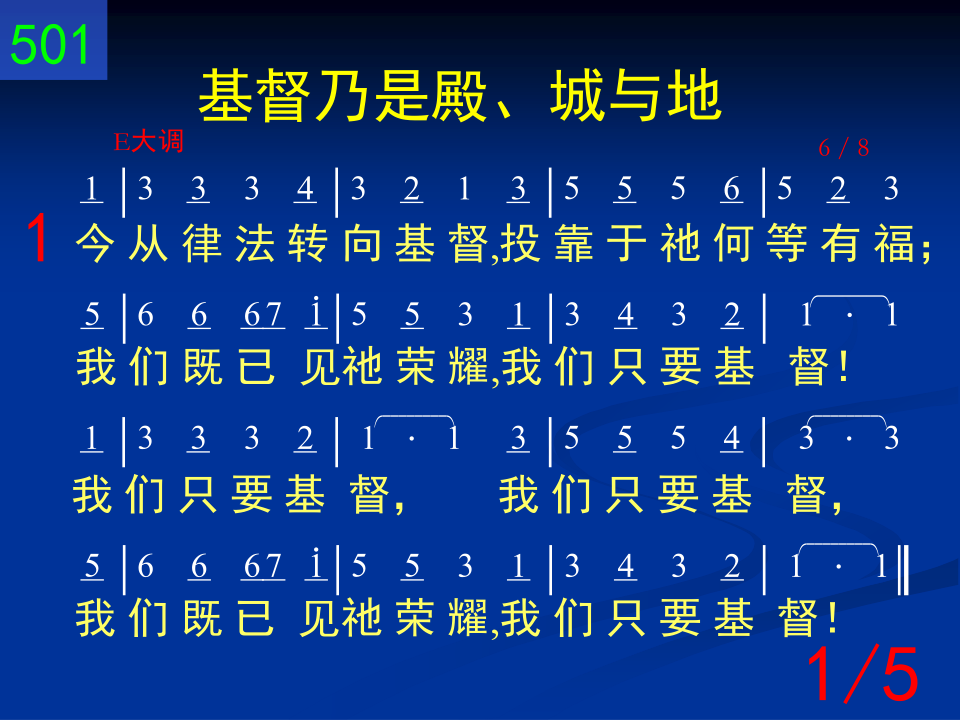 501
基督乃是殿、城与地
E大调
6/8
1 | 3 3 3 4 | 3 2 1 3 | 5 5 5 6 | 5 2 3
1 今从律法转向基督,投靠于祂何等有福；
5 | 6 6 67 i | 5 5 3 1 | 3 4 3 2 | 1 · 1
我们既已见祂荣耀,我们只要基督！
1 | 3 3 3 2 | 1 · 1 3 | 5 5 5 4 | 3 · 3
我们只要基督， 我们只要基督，
5 | 6 6 67 i | 5 5 3 1 | 3 4 3 2 | 1 · 1 ‖
我们既已见祂荣耀,我们只要基督！
1/5